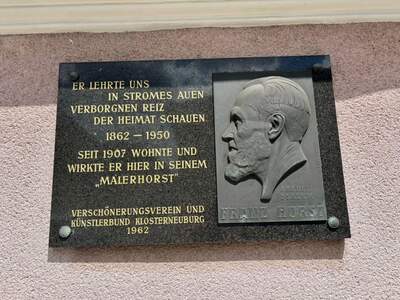 ER LEHRTE UNS
IN STROMES AUEN
VERBORGNEN REIZ
DER HEIMAT SCHAUEN
1862 — 1950
SEIT 1907 WOHNTE UND
WIRKTE ER HIER IN SEINEM
„MALERHORST”
VERSCHÖNERUNGSVEREIN UND
KÜNSTLERBUND KLOSTERNEUBURG
1962
FRANZ HORST